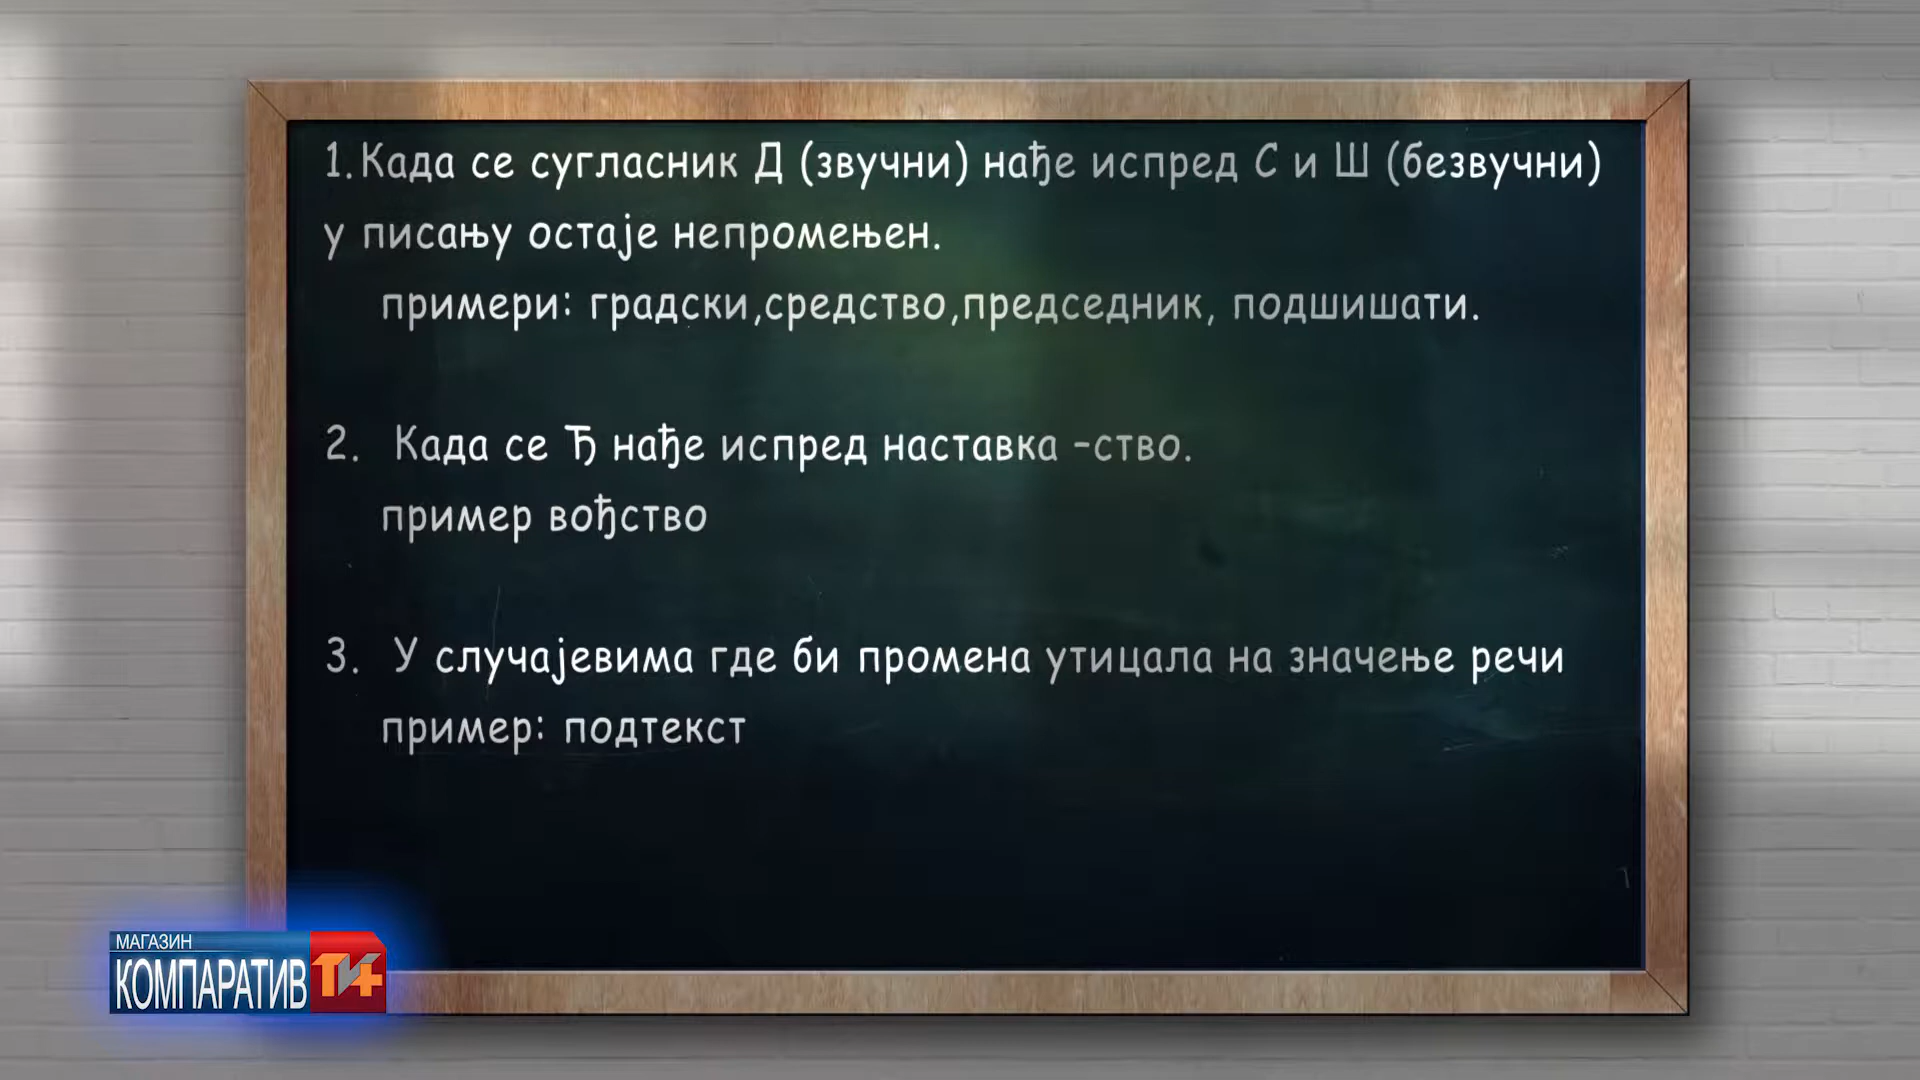 1. Када се сугласник Д (звучни) нађе испред С и Ш (безвучни)
у писању остаје непромењен.
примери: градски,средство,председник, подшишати.
2. Када се Ђ нађе испред наставка -ство.
пример вођство
3. У случајевима где би промена утицала на значење речи
пример: подтекст
МАГАЗИН
КОМПАРАТИВ TV4